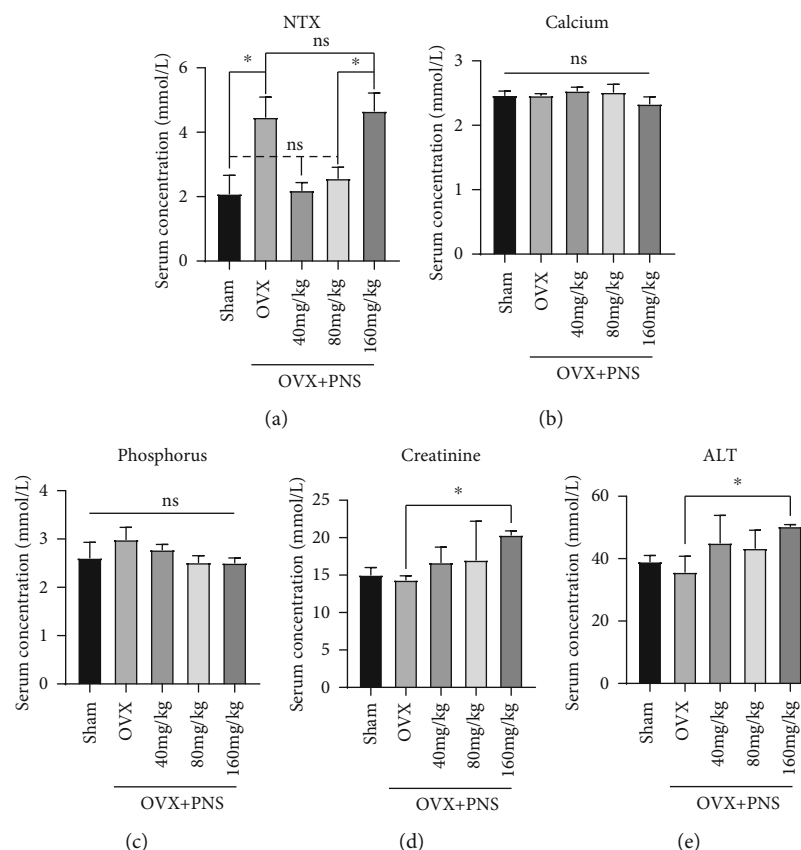 NTX
Serum concentration (mmol/L)
6
4
2
0
*
ns
*
ns
Sham
OVX
40mg/kg
80mg/kg
160mg/kg
OVX+PNS
(a)
Calcium
Serum concentration (mmol/L)
3
2
1
0
ns
Sham
OVX
40mg/kg
80mg/kg
160mg/kg
OVX+PNS
(b)
Phosphorus
Serum concentration (mmol/L)
4
3
2
1
0
ns
Sham
OVX
40mg/kg
80mg/kg
160mg/kg
OVX+PNS
(c)
Creatinine
Serum concentration (mmol/L)
25
20
15
10
5
0
*
Sham
OVX
40mg/kg
80mg/kg
160mg/kg
OVX+PNS
(d)
ALT
Serum concentration (mmol/L)
60
40
20
0
*
Sham
OVX
40mg/kg
80mg/kg
160mg/kg
OVX+PNS
(e)